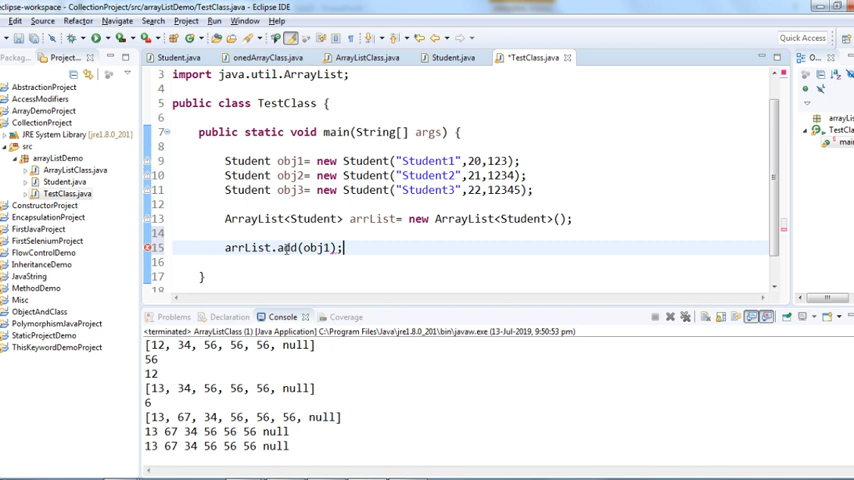 eclipse-workspace - CollectionProject/src/arrayListDemo/TestClass.java - Eclipse IDE
Edit Source Refactor Navigate Search Project Run Window Help
Quick Access
Packag... Project... Student.java onedArrayClass.java ArrayListClass.java Student.java *TestClass.java O...
AbstractionProject
AccessModifiers
ArrayDemoProject
CollectionProject
JRE System Library [jre1.8.0_201]
src
arrayListDemo
ArrayListClass.java
Student.java
TestClass.java
ConstructorProject
EncapsulationProject
FirstJavaProject
FirstSeleniumProject
FlowControlDemo
InheritanceDemo
JavaString
MethodDemo
Misc
ObjectAndClass
PolymorphismJavaProject
StaticProjectDemo
ThisKeywordDemoProject
3 import java.util.ArrayList;
4
5 public class TestClass {
6
7 public static void main(String[] args) {
8
9 Student obj1= new Student("Student1",20,123);
10 Student obj2= new Student("Student2",21,1234);
11 Student obj3= new Student("Student3",22,12345);
12
13 ArrayList<Student> arrList= new ArrayList<Student>();
14
15 arrList.add(obj1);
16
17 }
arrayL
TestCl
main
Problems Declaration Console Coverage
<terminated> ArrayListClass (1) [Java Application] C:\Program Files\Java\jre1.8.0_201\bin\javaw.exe (13-Jul-2019, 9:50:53 PM)
[12, 34, 56, 56, 56, null]
56
12
[13, 34, 56, 56, 56, null]
6
[13, 67, 34, 56, 56, 56, null]
13 67 34 56 56 56 null
13 67 34 56 56 56 null